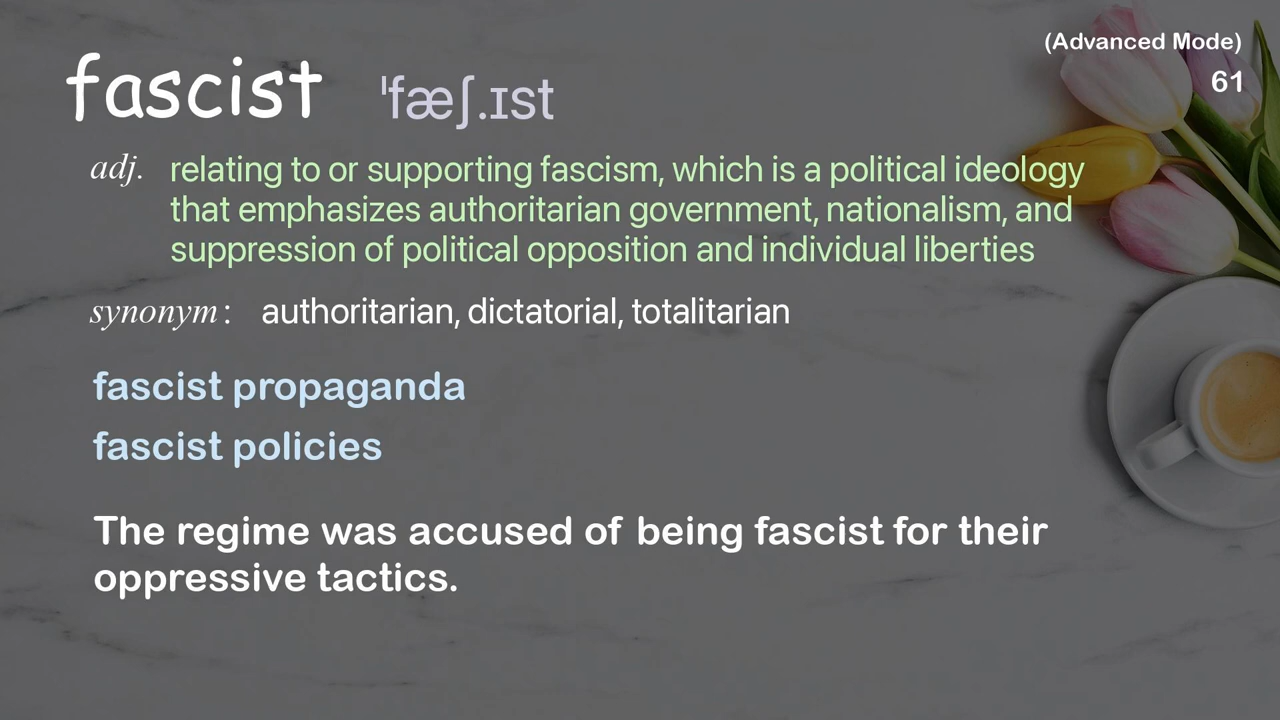 (Advanced Mode)
61
fascist ˈfæʃ.ɪst
adj. relating to or supporting fascism, which is a political ideology
that emphasizes authoritarian government, nationalism, and
suppression of political opposition and individual liberties
synonym: authoritarian, dictatorial, totalitarian
fascist propaganda
fascist policies
The regime was accused of being fascist for their
oppressive tactics.